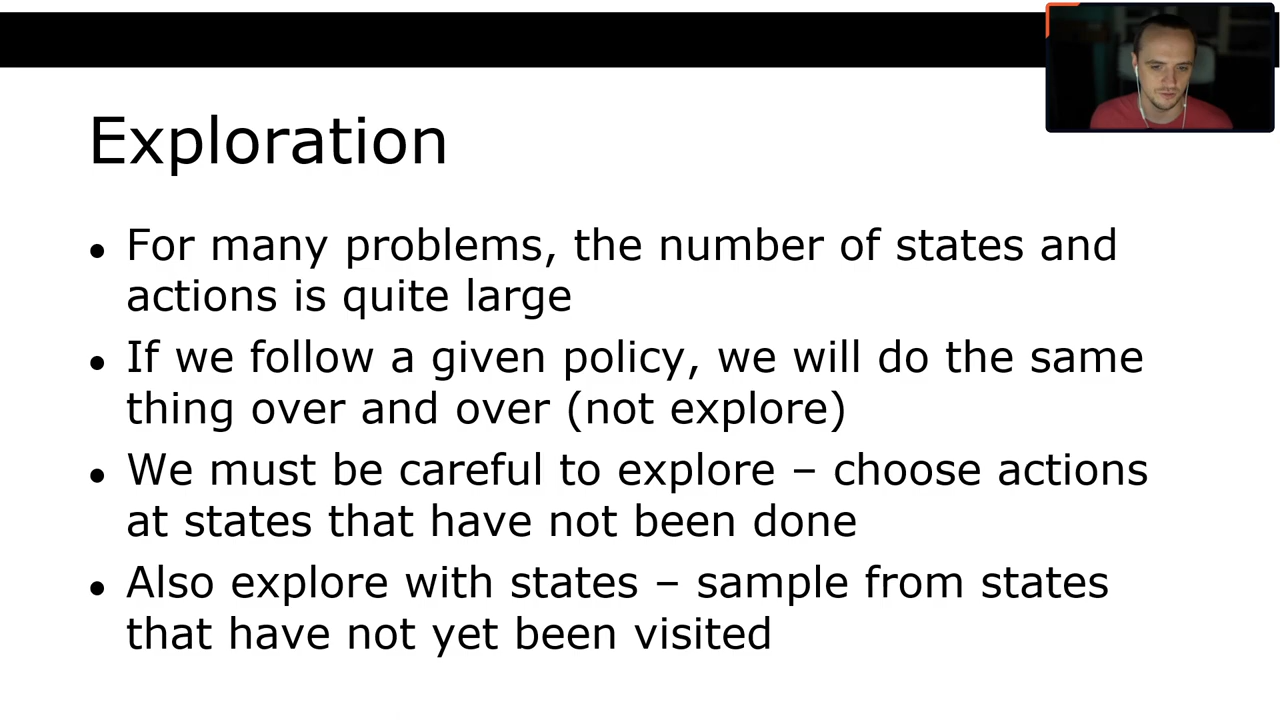 Exploration
• For many problems, the number of states and
actions is quite large
• If we follow a given policy, we will do the same
thing over and over (not explore)
• We must be careful to explore – choose actions
at states that have not been done
• Also explore with states – sample from states
that have not yet been visited